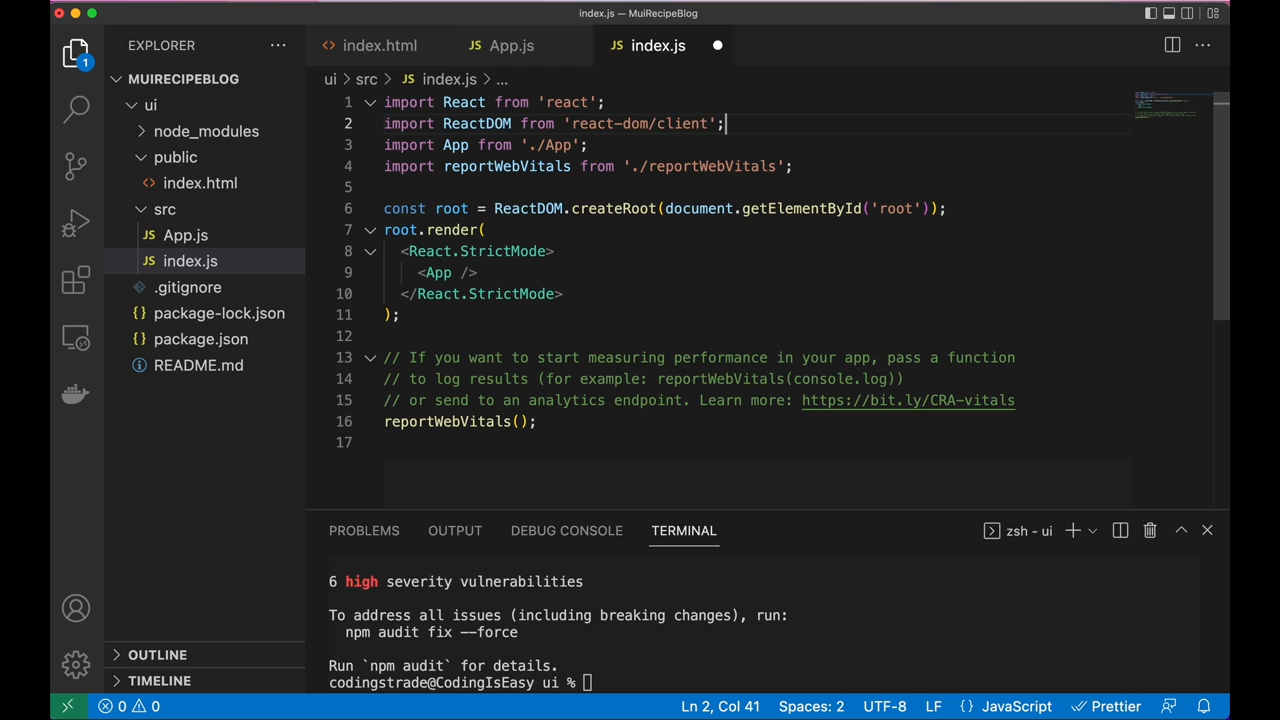 index.js — MuiRecipeBlog
EXPLORER
index.html
App.js
index.js
1
MUIRECIPEBLOG
ui
node_modules
public
index.html
src
App.js
index.js
.gitignore
package-lock.json
package.json
README.md
OUTLINE
TIMELINE
ui > src > JS index.js > ...
1 import React from 'react';
2 import ReactDOM from 'react-dom/client';
3 import App from './App';
4 import reportWebVitals from './reportWebVitals';
5
6 const root = ReactDOM.createRoot(document.getElementById('root'));
7 root.render(
8 <React.StrictMode>
9 <App />
10 </React.StrictMode>
11 );
12
13 // If you want to start measuring performance in your app, pass a function
14 // to log results (for example: reportWebVitals(console.log))
15 // or send to an analytics endpoint. Learn more: https://bit.ly/CRA-vitals
16 reportWebVitals();
17
PROBLEMS OUTPUT DEBUG CONSOLE TERMINAL zsh - ui
6 high severity vulnerabilities
To address all issues (including breaking changes), run:
npm audit fix --force
Run `npm audit` for details.
codingstrade@CodingIsEasy ui %
0 0 Ln 2, Col 41 Spaces: 2 UTF-8 LF {} JavaScript Prettier